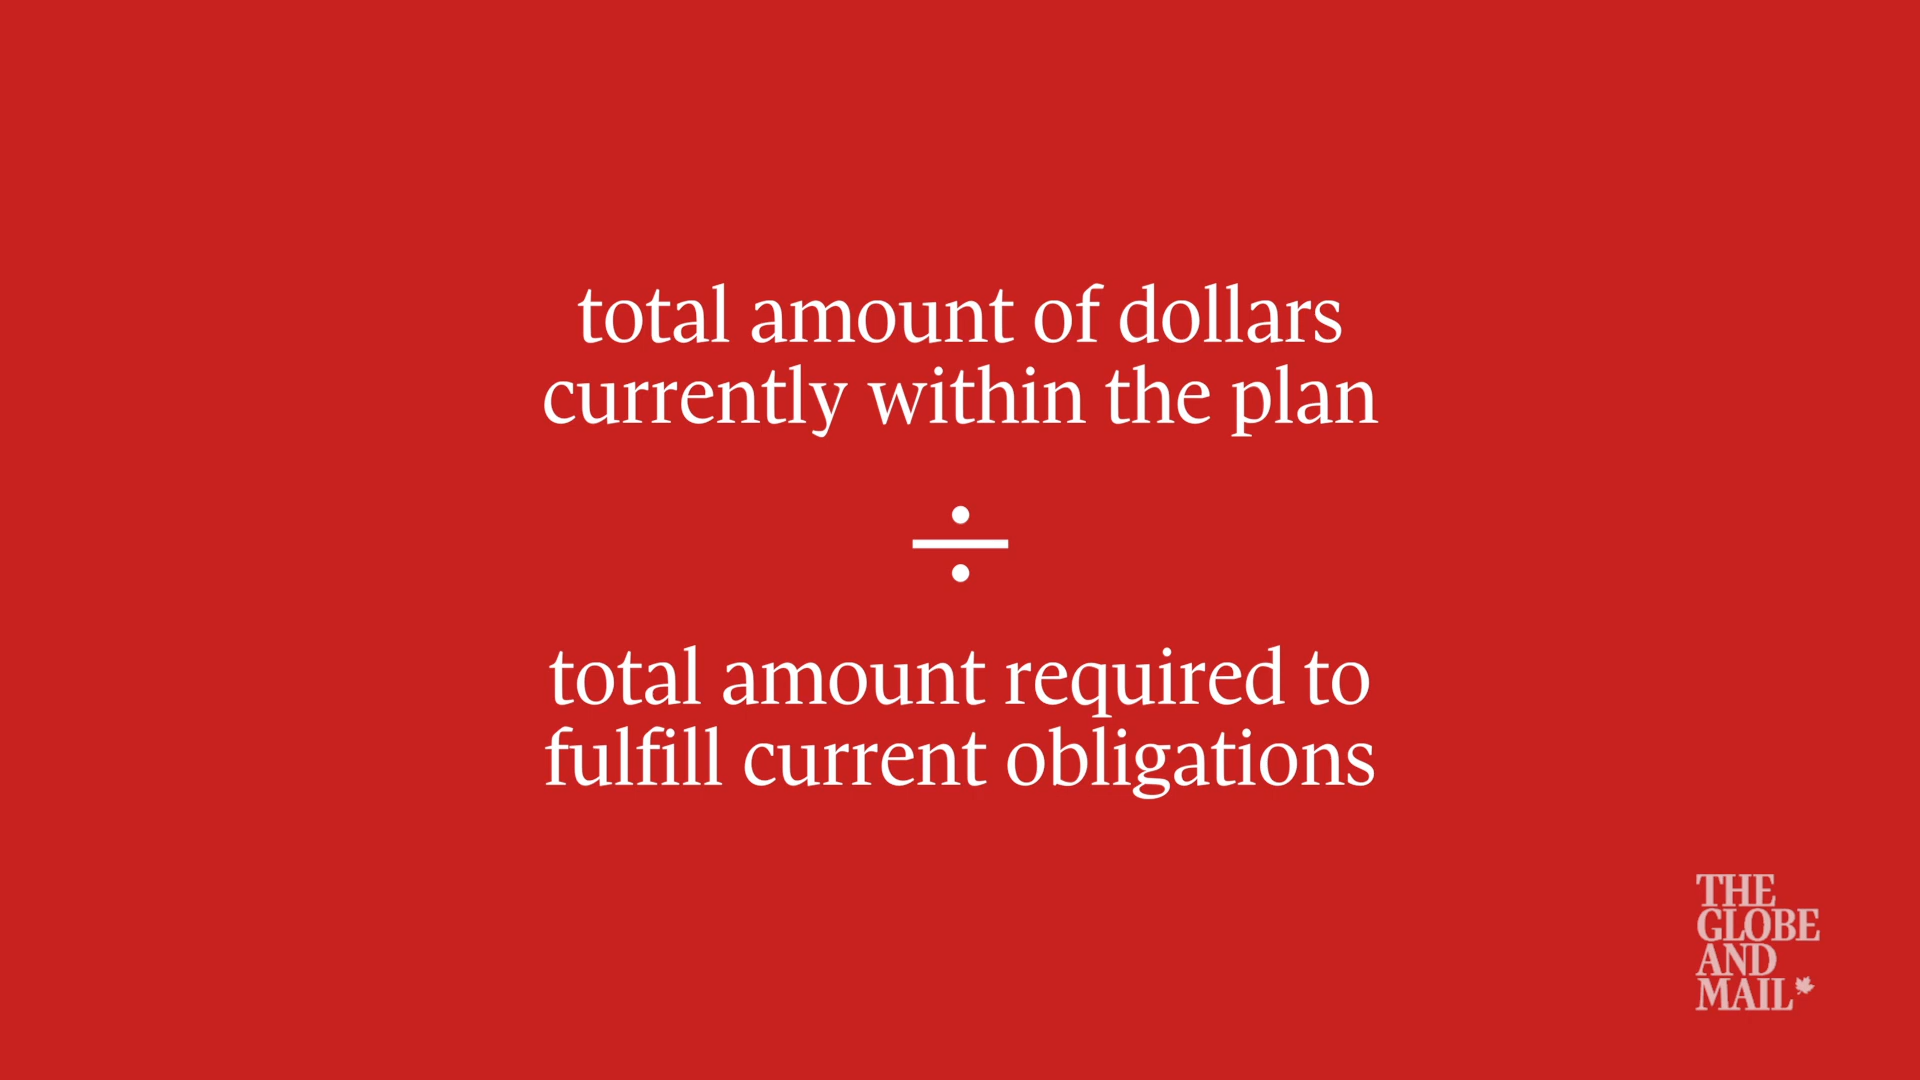 total amount of dollars
currently within the plan
÷
total amount required to
fulfill current obligations
THE
GLOBE
AND
MAIL